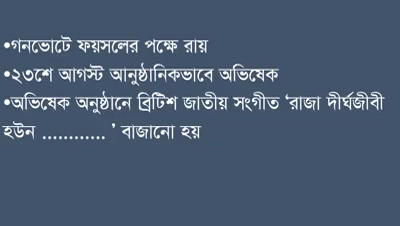 •গনভোটে ফয়সলের পক্ষে রায়
•২৩শে আগস্ট আনুষ্ঠানিকভাবে অভিষেক
•অভিষেক অনুষ্ঠানে ব্রিটিশ জাতীয় সংগীত ‘রাজা দীর্ঘজীবী
হউন ............ ’ বাজানো হয়